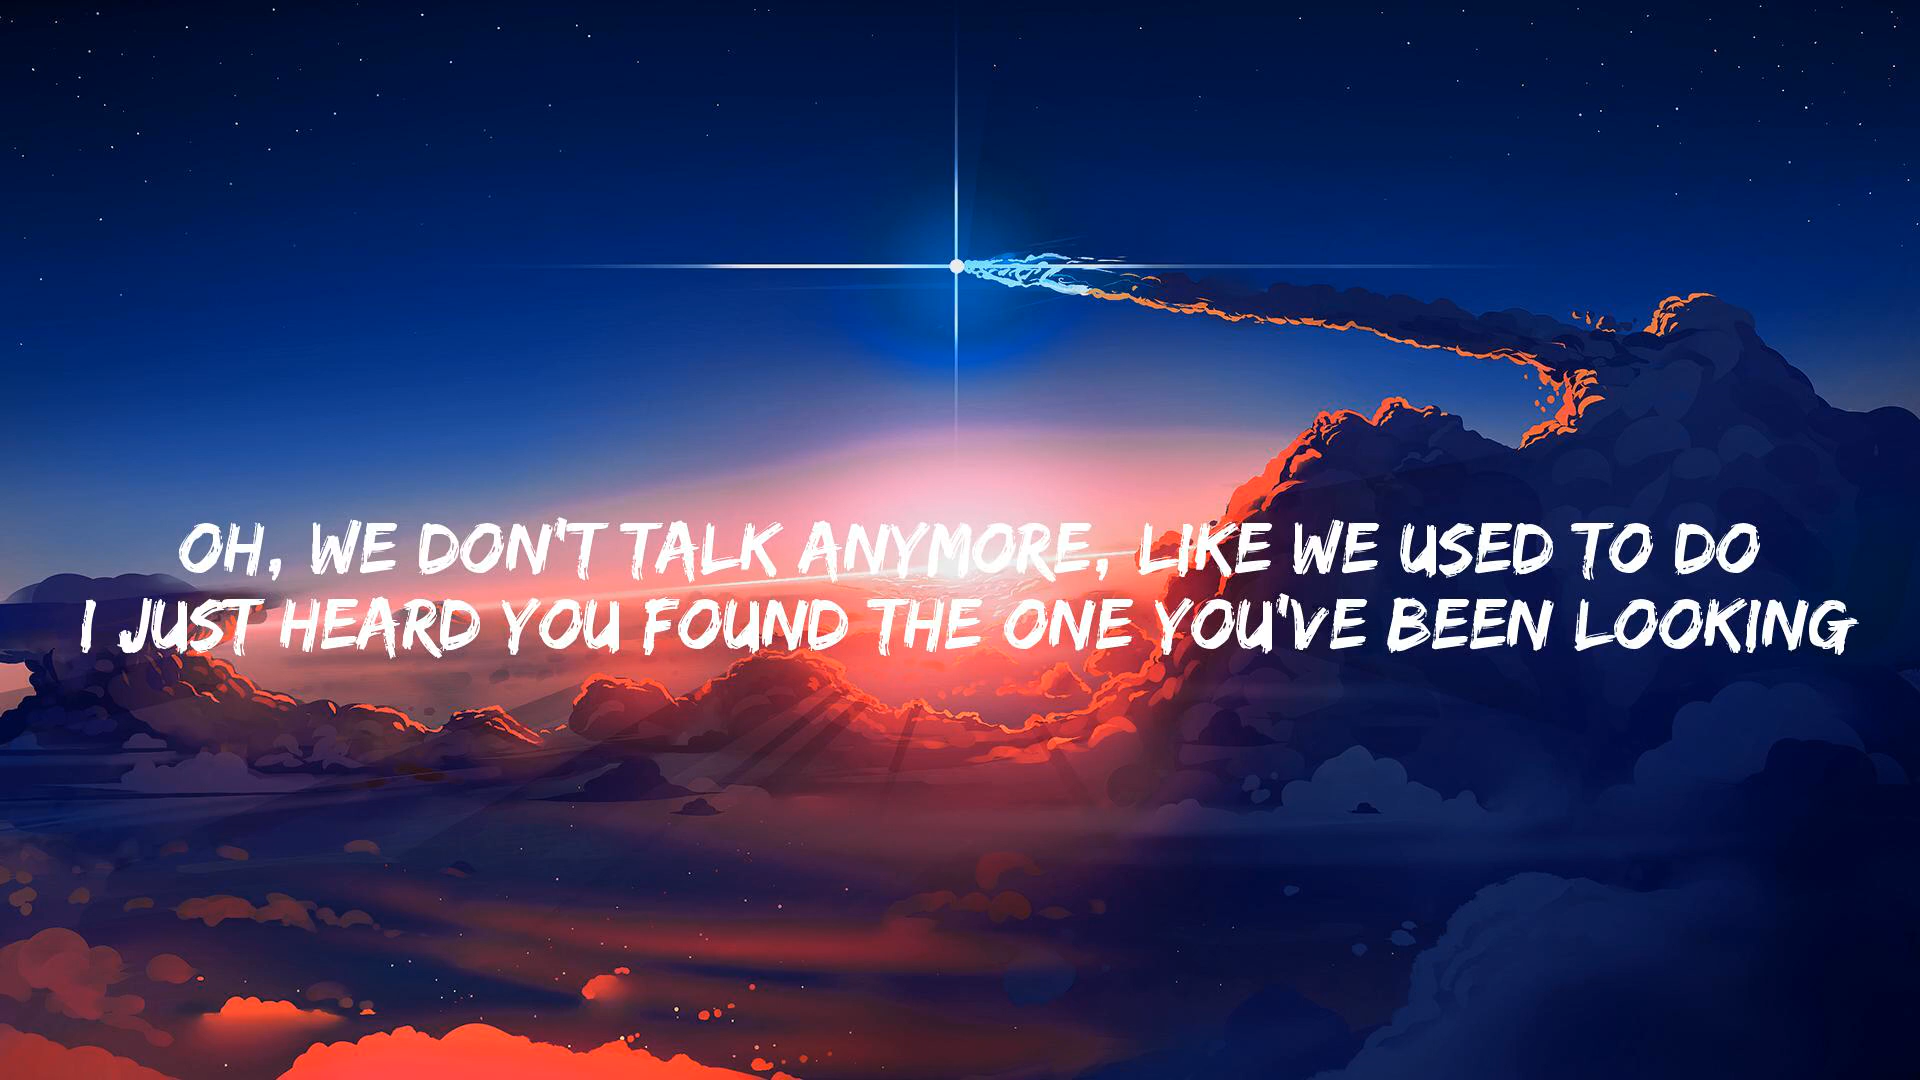 OH, WE DON'T TALK ANYMORE, LIKE WE USED TO DO
I JUST HEARD YOU FOUND THE ONE YOU'VE BEEN LOOKING